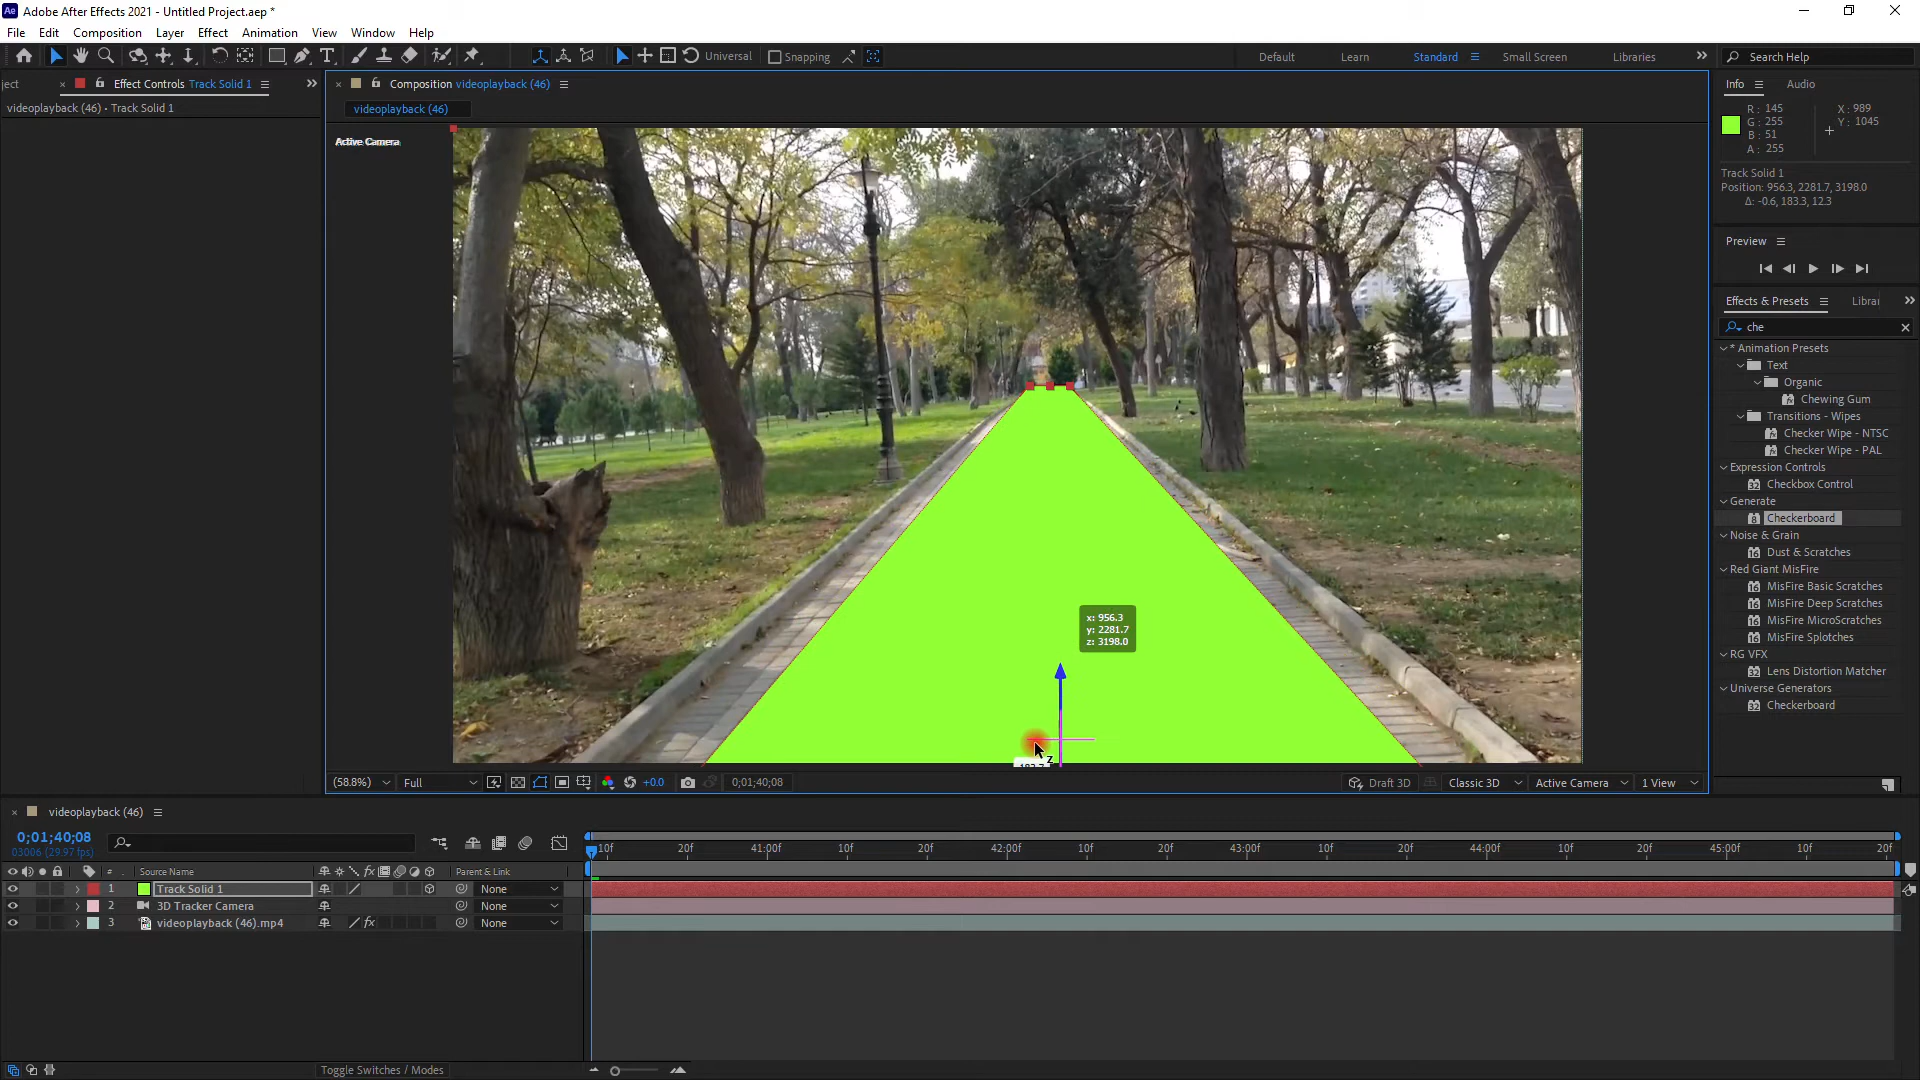 Adobe After Effects 2021 - Untitled Project.aep *
File Edit Composition Layer Effect Animation View Window Help
Universal Snapping Default Learn Standard Small Screen Libraries Search Help
ject Effect Controls Track Solid 1
videoplayback (46) • Track Solid 1
Composition videoplayback (46)
videoplayback (46)
Active Camera
x: 956.3
y: 2281.7
z: 3198.0
z
(58.8%) Full +0.0 0;01;40;08 Draft 3D Classic 3D Active Camera 1 View
Info Audio
R : 145 X : 989
G : 255 Y : 1045
B : 51
A : 255
Track Solid 1
Position: 956.3, 2281.7, 3198.0
Δ: -0.6, 183.3, 12.3
Preview
Effects & Presets Librai
che
* Animation Presets
Text
Organic
Chewing Gum
Transitions - Wipes
Checker Wipe - NTSC
Checker Wipe - PAL
Expression Controls
Checkbox Control
Generate
Checkerboard
Noise & Grain
Dust & Scratches
Red Giant MisFire
MisFire Basic Scratches
MisFire Deep Scratches
MisFire MicroScratches
MisFire Splotches
RG VFX
Lens Distortion Matcher
Universe Generators
Checkerboard
videoplayback (46)
0;01;40;08
03006 (29.97 fps)
10f 20f 41:00f 10f 20f 42:00f 10f 20f 43:00f 10f 20f 44:00f 10f 20f 45:00f 10f 20f
# Source Name Parent & Link
1 Track Solid 1 None
2 3D Tracker Camera None
3 videoplayback (46).mp4 None
Toggle Switches / Modes